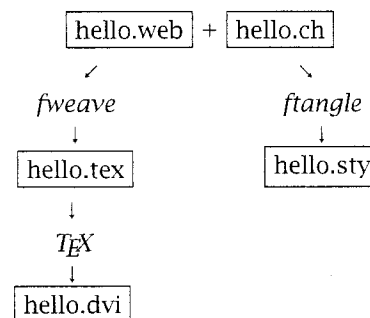 hello.web + hello.ch
fweave ftangle
hello.tex hello.sty
TEX
hello.dvi